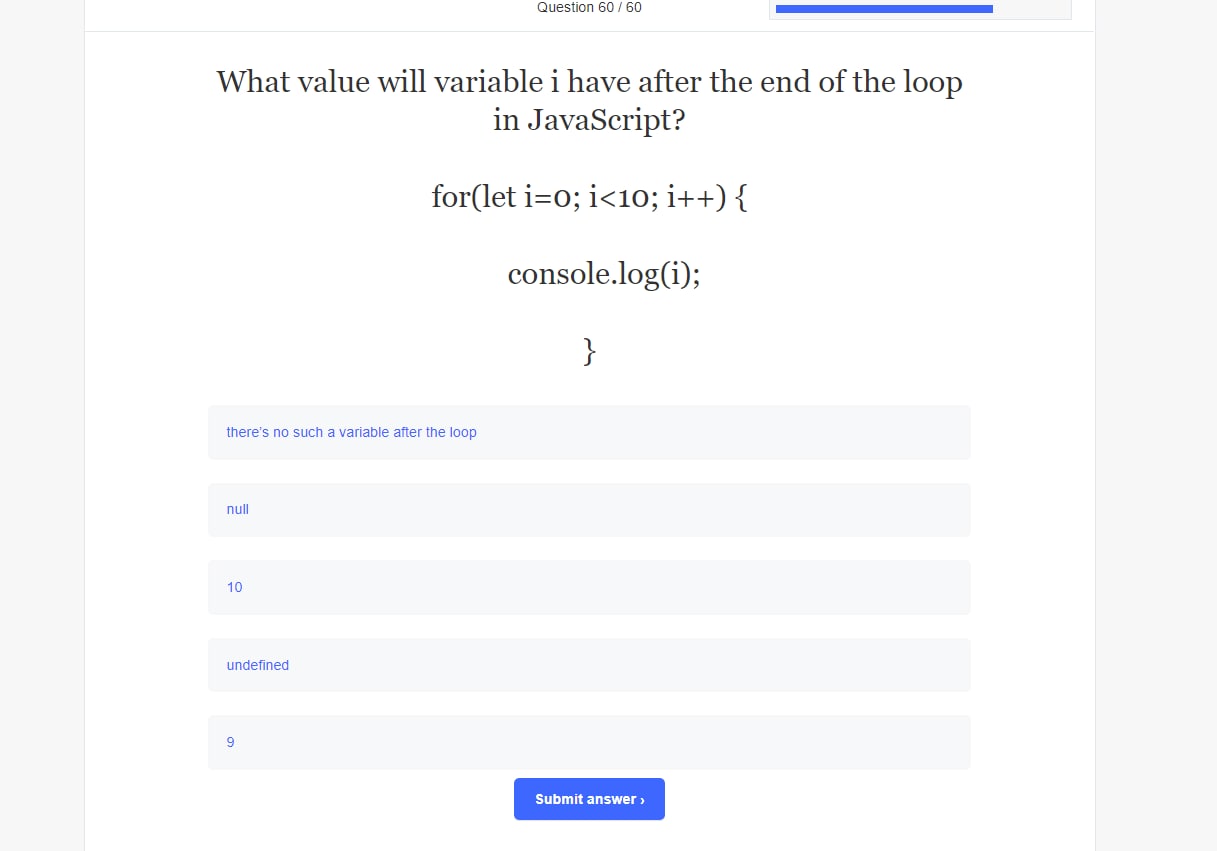 Question 60 / 60
What value will variable i have after the end of the loop
in JavaScript?
for(let i=0; i<10; i++) {
console.log(i);
}
there's no such a variable after the loop
null
10
undefined
9
Submit answer ›